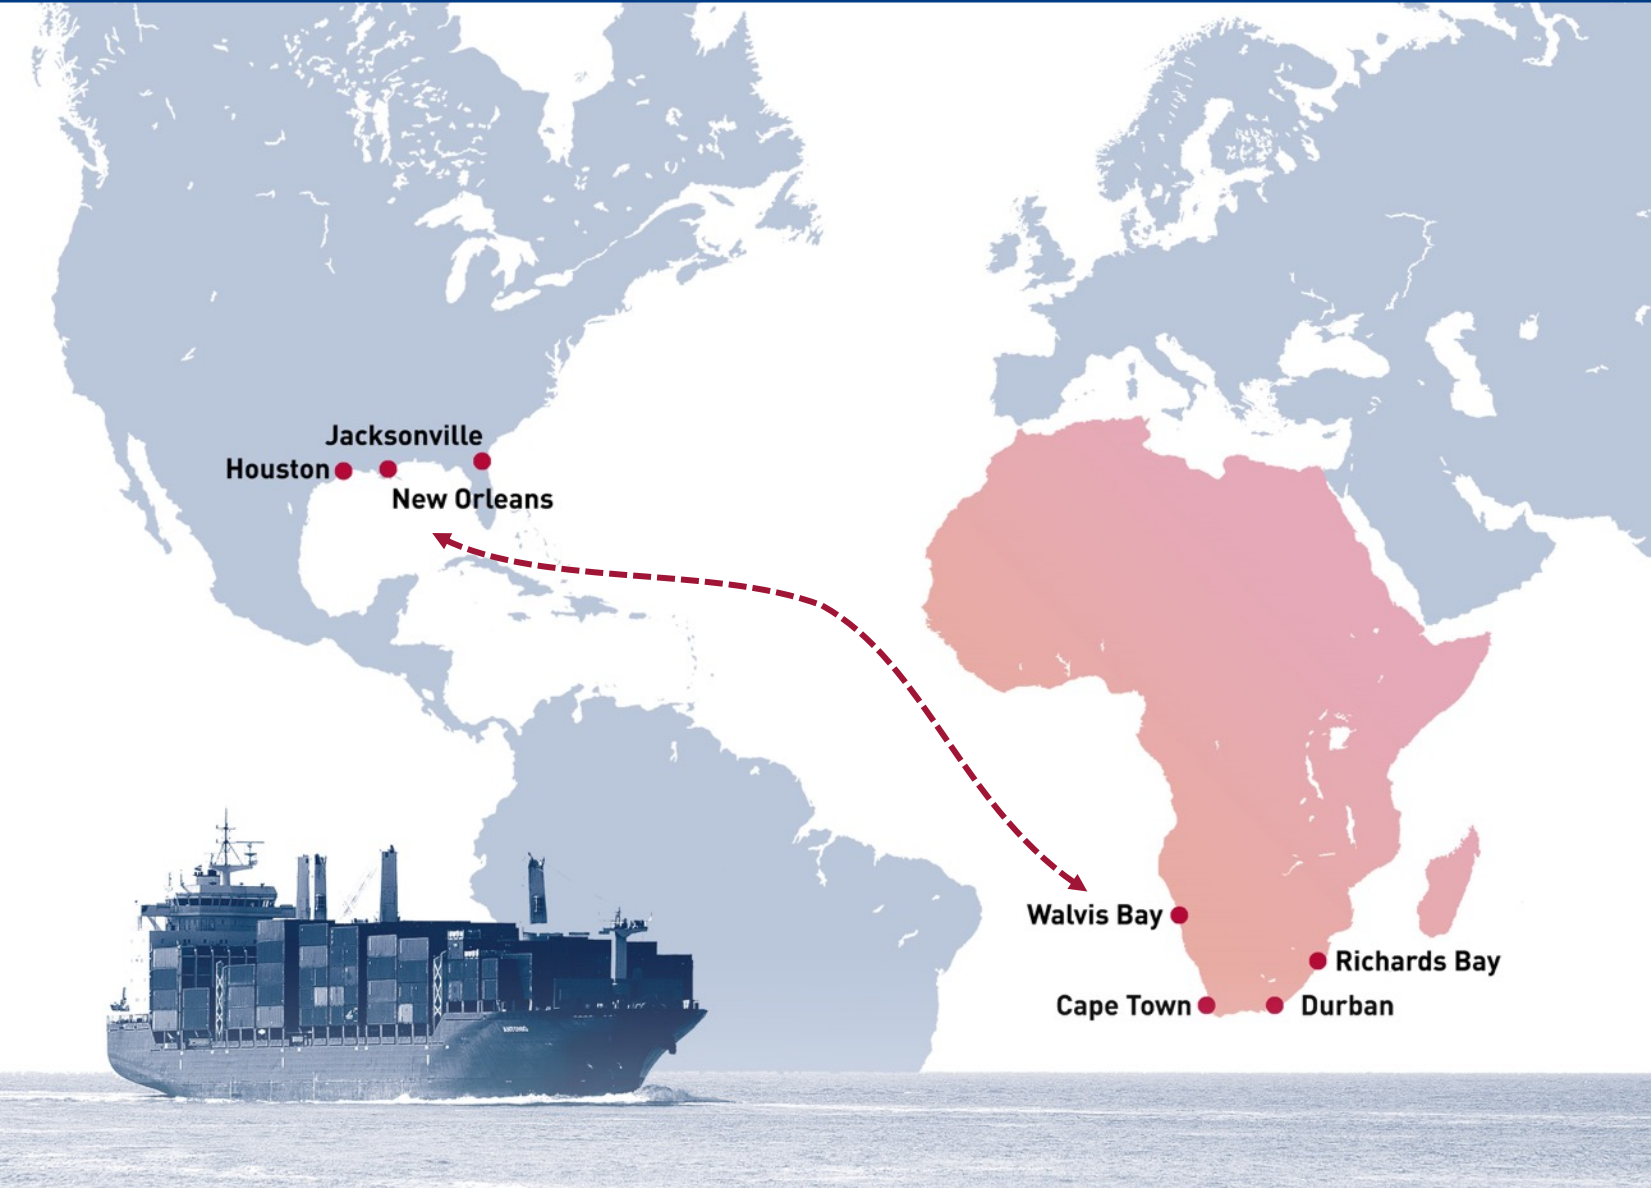 Jacksonville
Houston
New Orleans
Walvis Bay
Richards Bay
Cape Town
Durban